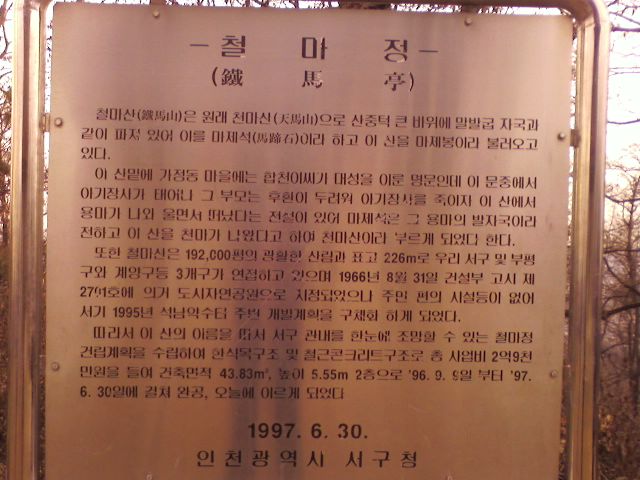 - 철 마 정 -
(鐵 馬 亭)
철마산(鐵馬山)은 원래 천마산(天馬山)으로 산중턱 큰 바위에 말발굽 자국과
같이 파져 있어 이를 마제석(馬蹄石)이라 하고 이 산을 마제봉이라 불러오고
있다.
이 산밑에 가정동 마을에는 합천이씨가 대성을 이룬 명문인데 이 문중에서
아기장사가 태어나 그 부모는 후환이 두려워 아기장사를 죽이자 이 산에서
용마가 나와 울면서 떠났다는 전설이 있어 마제석은 그 용마의 발자국이라
전하고 이 산을 천마가 나왔다고 하여 천마산이라 부르게 되었다 한다.
또한 철마산은 192,000평의 광활한 산림과 표고 226m로 우리 서구 및 부평
구와 계양구등 3개구가 연접하고 있으며 1966년 8월 31일 건설부 고시 제
호에 의거 도시자연공원으로 지정되었으나 주민 편의 시설등이 없어
서기 1995년 석남약수터 주변 개발계획을 구체화 하게 되었다.
따라서 이 산의 이름을 따서 서구 관내를 한눈에 조망할 수 있는 철마정
건립계획을 수립하여 한식목구조 및 철근콘크리트구조로 총 사업비 2억9천
만원을 들여 건축면적 43.83㎡, 높이 5.55m 2층으로 '96. 9. 9일 부터 '97.
6. 30일에 걸쳐 완공, 오늘에 이르게 되었다
1997. 6. 30.
인천광역시 서구청